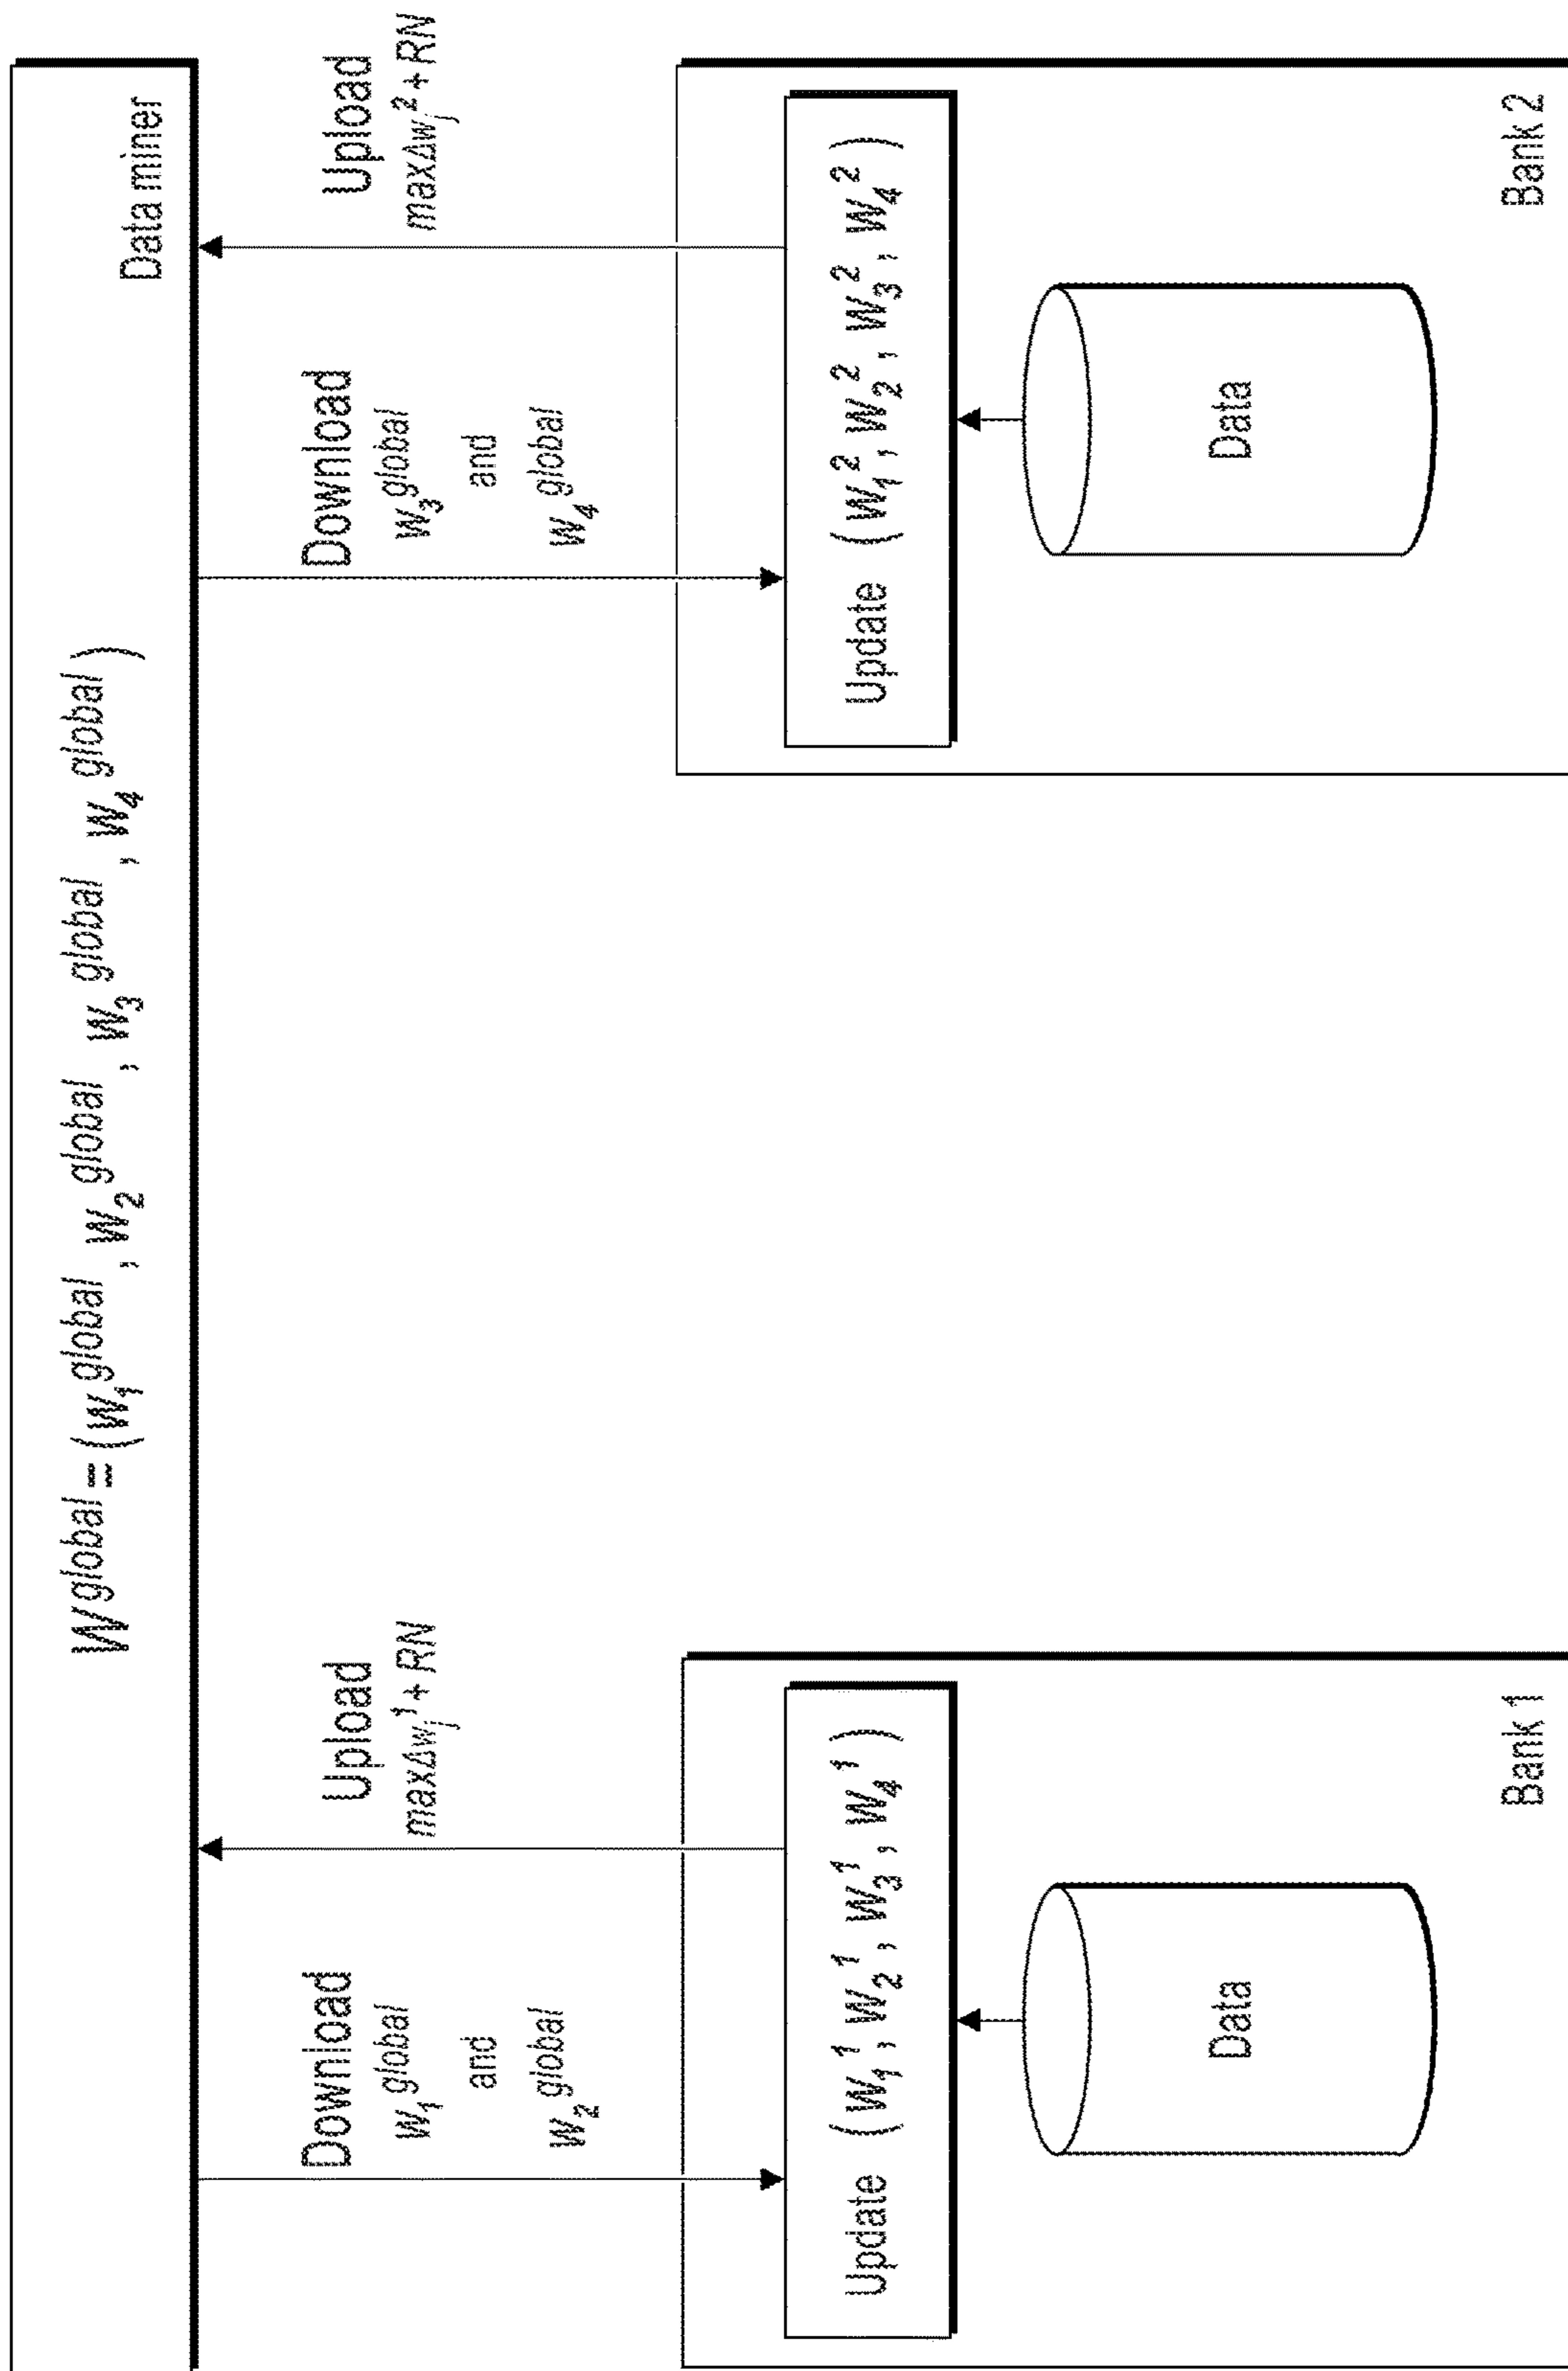 W^global = (w_1^global, w_2^global, w_3^global, w_4^global)
Data miner
Download
w_1^global
and
w_2^global
Upload
maxΔw_j^1 + RN
Download
w_3^global
and
w_4^global
Upload
maxΔw_j^2 + RN
Update (w_1^1, w_2^1, w_3^1, w_4^1)
Data
Bank 1
Update (w_1^2, w_2^2, w_3^2, w_4^2)
Data
Bank 2